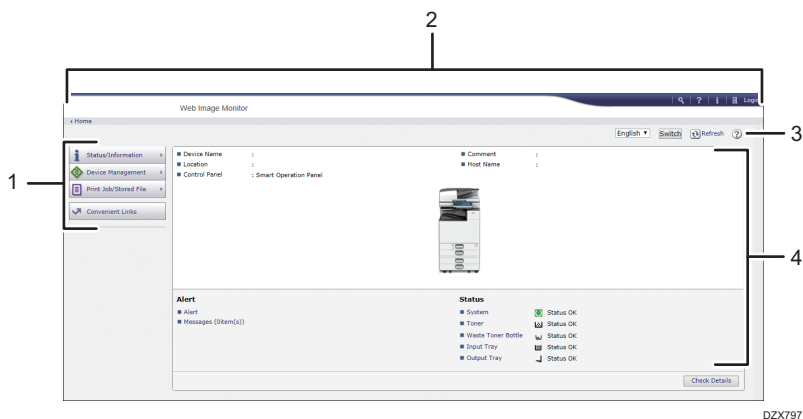 2
Login
Web Image Monitor
Home
English Switch Refresh
3
1
Status/Information
Device Management
Print Job/Stored File
Convenient Links
Device Name :
Location :
Control Panel : Smart Operation Panel
Comment :
Host Name :
4
Alert
Alert
Messages (0item(s))
Status
System Status OK
Toner Status OK
Waste Toner Bottle Status OK
Input Tray Status OK
Output Tray Status OK
Check Details
DZX797